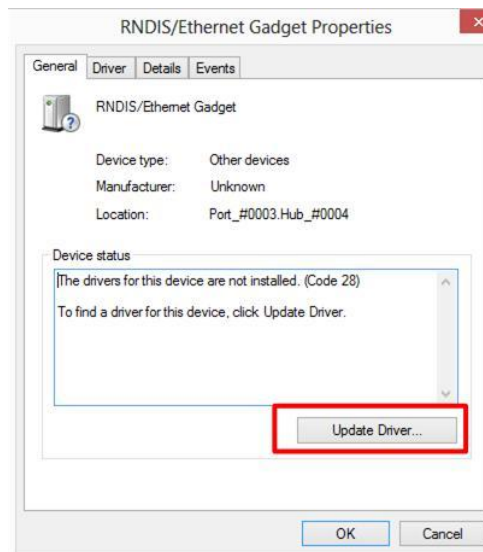 RNDIS/Ethernet Gadget Properties
General Driver Details Events
RNDIS/Ethernet Gadget
Device type: Other devices
Manufacturer: Unknown
Location: Port_#0003.Hub_#0004
Device status
The drivers for this device are not installed. (Code 28)
To find a driver for this device, click Update Driver.
Update Driver...
OK Cancel